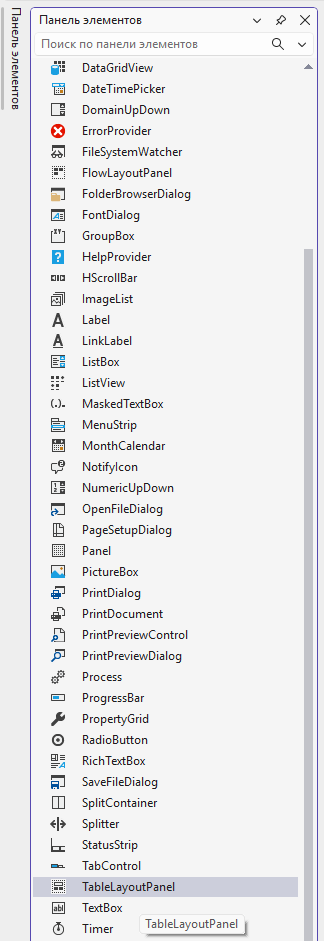 Панель элементов
Панель элементов
Поиск по панели элементов
DataGridView
DateTimePicker
DomainUpDown
ErrorProvider
FileSystemWatcher
FlowLayoutPanel
FolderBrowserDialog
FontDialog
GroupBox
HelpProvider
HScrollBar
ImageList
Label
LinkLabel
ListBox
ListView
MaskedTextBox
MenuStrip
MonthCalendar
NotifyIcon
NumericUpDown
OpenFileDialog
PageSetupDialog
Panel
PictureBox
PrintDialog
PrintDocument
PrintPreviewControl
PrintPreviewDialog
Process
ProgressBar
PropertyGrid
RadioButton
RichTextBox
SaveFileDialog
SplitContainer
Splitter
StatusStrip
TabControl
TableLayoutPanel
TextBox
TableLayoutPanel
Timer